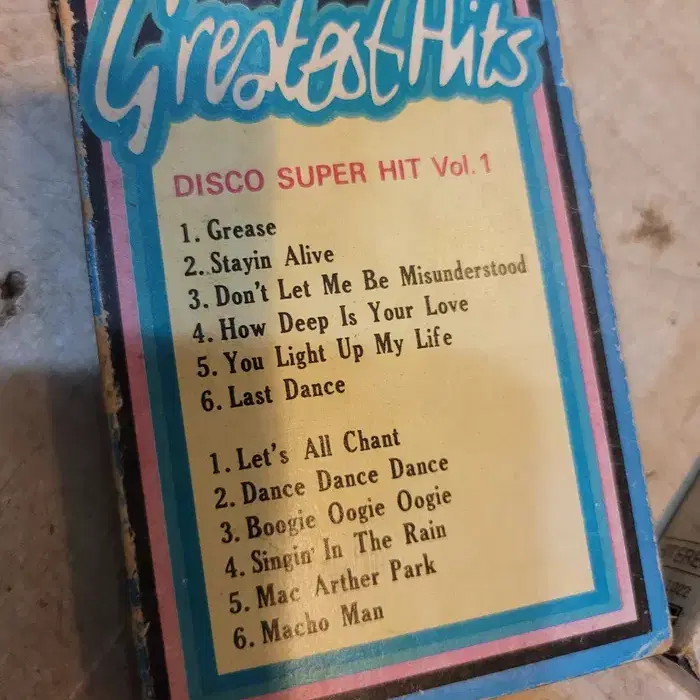 Greatest Hits
DISCO SUPER HIT Vol.1
1. Grease
2. Stayin Alive
3. Don't Let Me Be Misunderstood
4. How Deep Is Your Love
5. You Light Up My Life
6. Last Dance
1. Let's All Chant
2. Dance Dance Dance
3. Boogie Oogie Oogie
4. Singin' In The Rain
5. Mac Arther Park
6. Macho Man